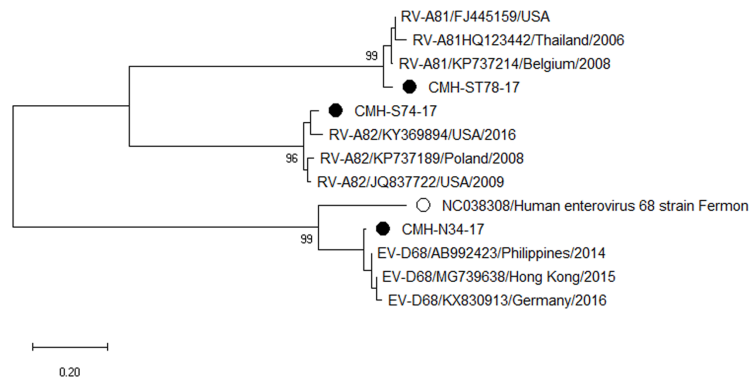 RV-A81/FJ445159/USA
RV-A81HQ123442/Thailand/2006
99
RV-A81/KP737214/Belgium/2008
CMH-ST78-17
CMH-S74-17
RV-A82/KY369894/USA/2016
96
RV-A82/KP737189/Poland/2008
RV-A82/JQ837722/USA/2009
NC038308/Human enterovirus 68 strain Fermon
99
CMH-N34-17
EV-D68/AB992423/Philippines/2014
EV-D68/MG739638/Hong Kong/2015
EV-D68/KX830913/Germany/2016
0.20